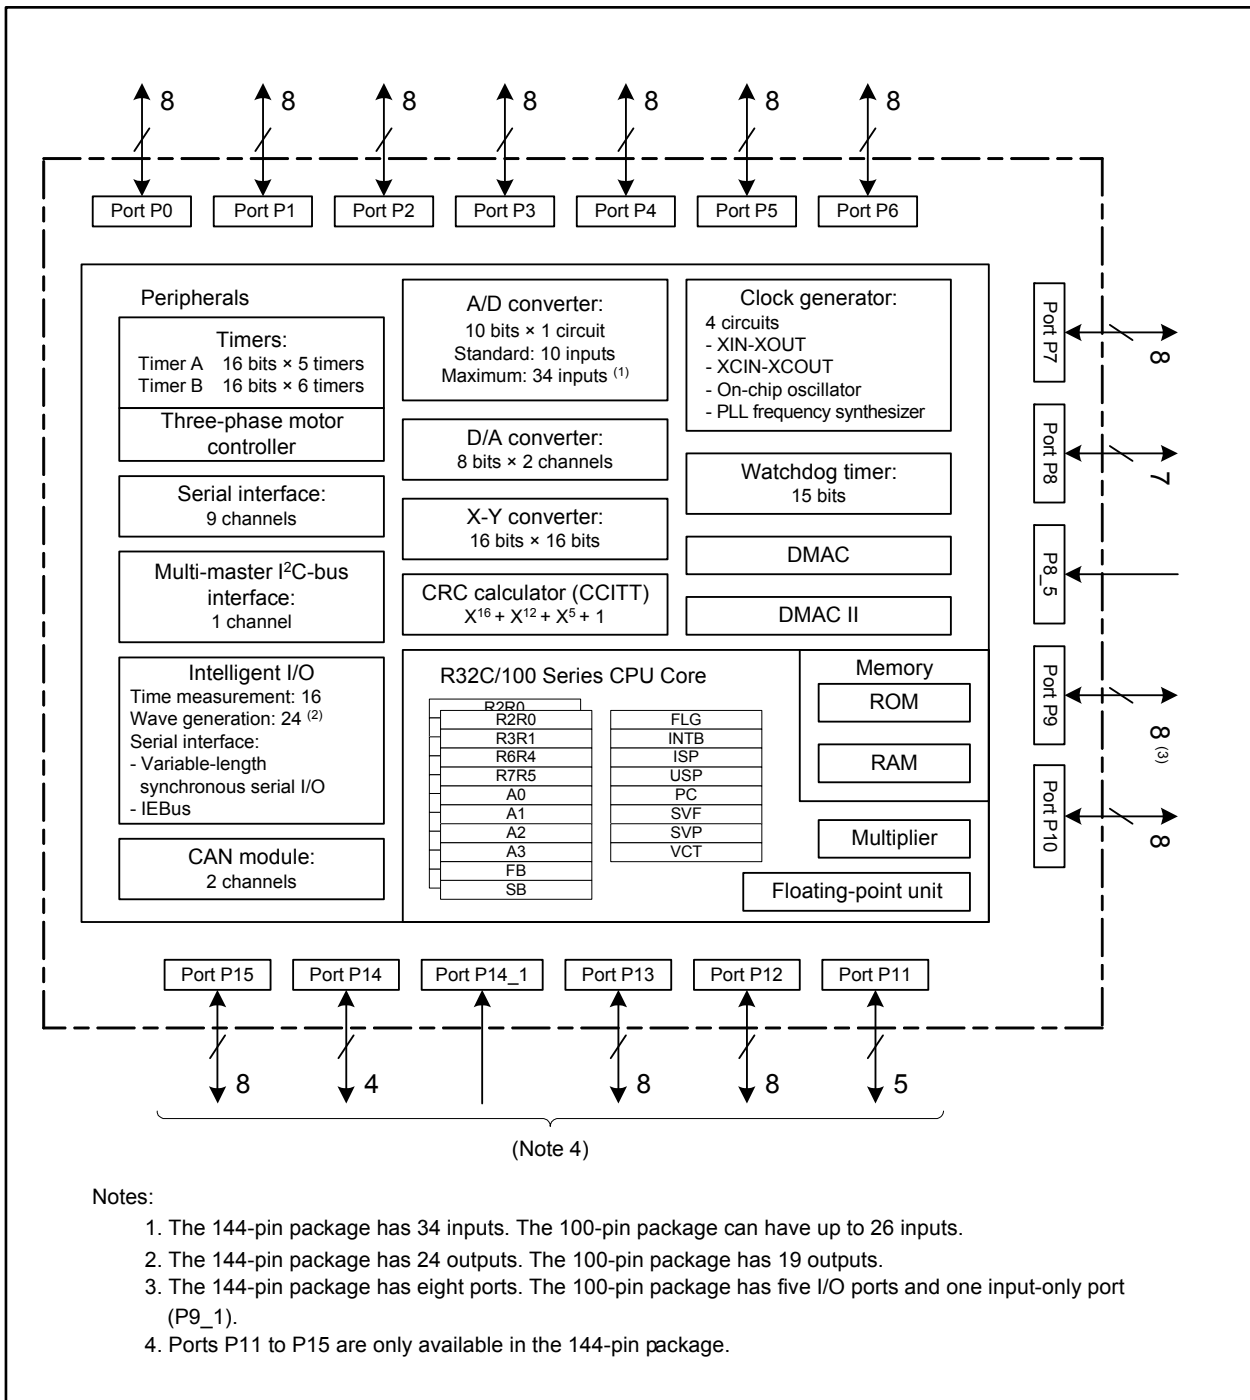 8 8 8 8 8 8 8
Port P0 Port P1 Port P2 Port P3 Port P4 Port P5 Port P6
Peripherals
Timers:
Timer A 16 bits × 5 timers
Timer B 16 bits × 6 timers
Three-phase motor
controller
Serial interface:
9 channels
Multi-master I²C-bus
interface:
1 channel
Intelligent I/O
Time measurement: 16
Wave generation: 24 (2)
Serial interface:
- Variable-length
synchronous serial I/O
- IEBus
CAN module:
2 channels
A/D converter:
10 bits × 1 circuit
Standard: 10 inputs
Maximum: 34 inputs (1)
D/A converter:
8 bits × 2 channels
X-Y converter:
16 bits × 16 bits
CRC calculator (CCITT)
X¹⁶ + X¹² + X⁵ + 1
Clock generator:
4 circuits
- XIN-XOUT
- XCIN-XCOUT
- On-chip oscillator
- PLL frequency synthesizer
Watchdog timer:
15 bits
DMAC
DMAC II
R32C/100 Series CPU Core
R2R0
R2R0
R3R1
R6R4
R7R5
A0
A1
A2
A3
FB
SB
FLG
INTB
ISP
USP
PC
SVF
SVP
VCT
Memory
ROM
RAM
Multiplier
Floating-point unit
Port P7
8
Port P8
7
P8_5
Port P9
8 (3)
Port P10
8
Port P15 Port P14 Port P14_1 Port P13 Port P12 Port P11
8 4 8 8 5
(Note 4)
Notes:
1. The 144-pin package has 34 inputs. The 100-pin package can have up to 26 inputs.
2. The 144-pin package has 24 outputs. The 100-pin package has 19 outputs.
3. The 144-pin package has eight ports. The 100-pin package has five I/O ports and one input-only port
(P9_1).
4. Ports P11 to P15 are only available in the 144-pin package.